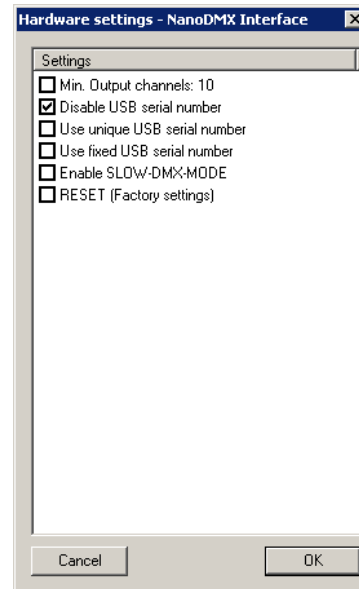 Hardware settings - NanoDMX Interface
Settings
Min. Output channels: 10
Disable USB serial number
Use unique USB serial number
Use fixed USB serial number
Enable SLOW-DMX-MODE
RESET (Factory settings)
Cancel
OK